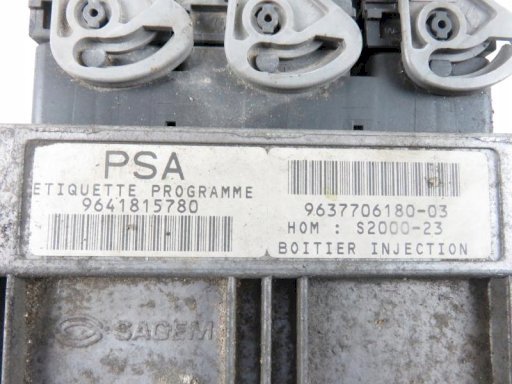 PSA
ETIQUETTE PROGRAMME
9641815780
9637706180-03
HOM : S2000-23
BOITIER INJECTION
SAGEM